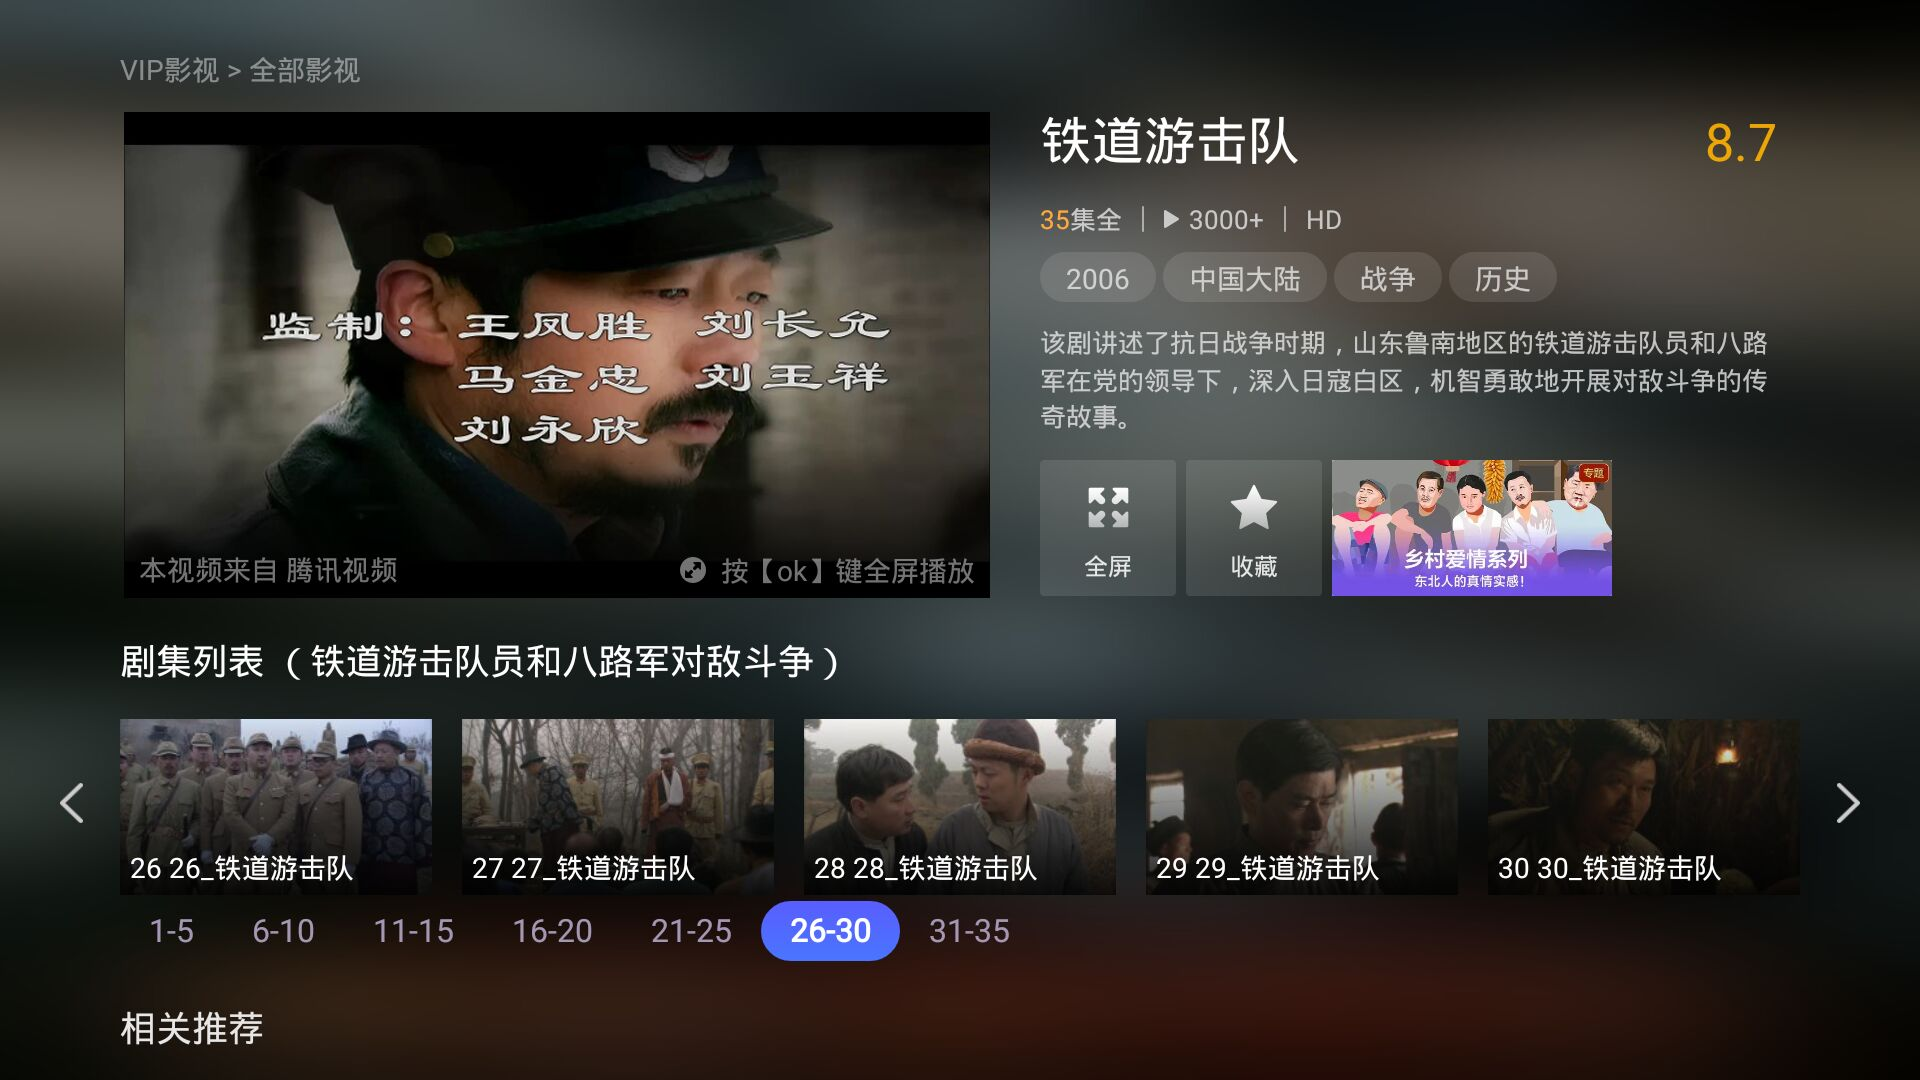 VIP影视 > 全部影视
监制：王凤胜 刘长允
马金忠 刘玉祥
刘永欣
本视频来自 腾讯视频
按【ok】键全屏播放
铁道游击队
8.7
35集全 | 3000+ | HD
2006 中国大陆 战争 历史
该剧讲述了抗日战争时期，山东鲁南地区的铁道游击队员和八路
军在党的领导下，深入日寇白区，机智勇敢地开展对敌斗争的传
奇故事。
全屏
收藏
专题
乡村爱情系列
东北人的真情实感！
剧集列表 （铁道游击队员和八路军对敌斗争）
26 26_铁道游击队
27 27_铁道游击队
28 28_铁道游击队
29 29_铁道游击队
30 30_铁道游击队
1-5 6-10 11-15 16-20 21-25 26-30 31-35
相关推荐